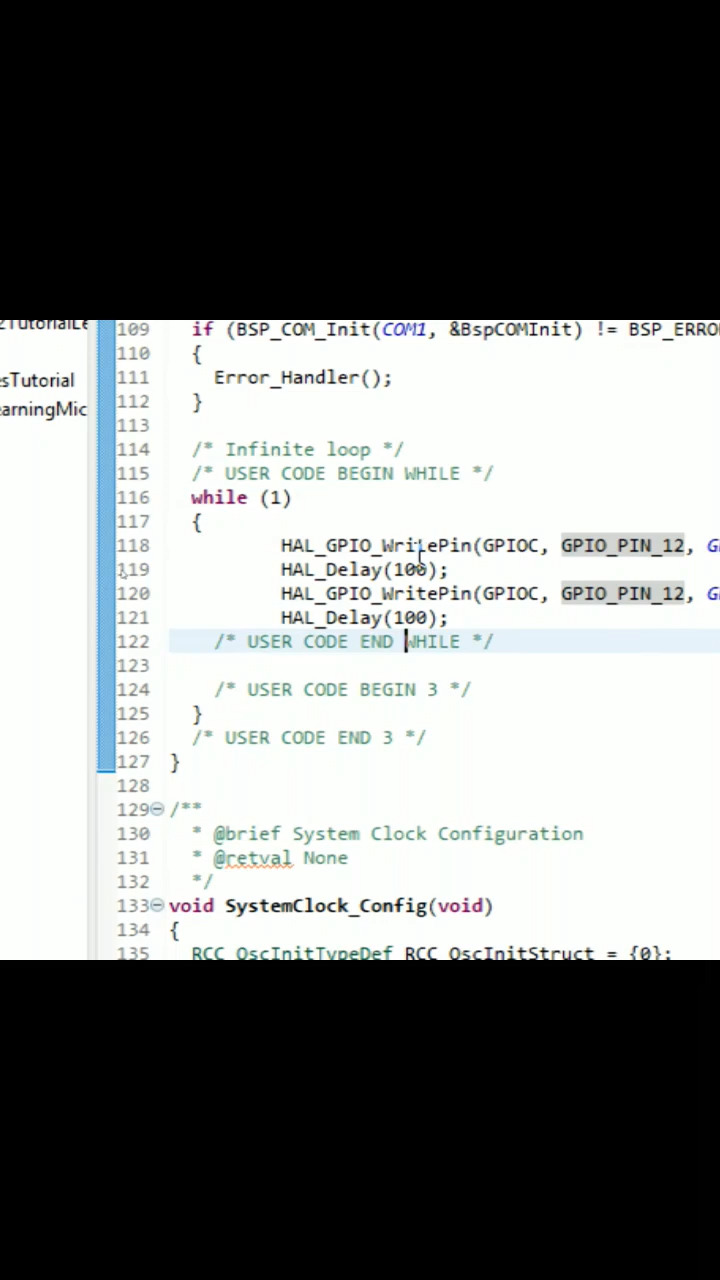 esTutorial
earningMic
109 if (BSP_COM_Init(COM1, &BspCOMInit) != BSP_ERRO
110 {
111 Error_Handler();
112 }
113
114 /* Infinite loop */
115 /* USER CODE BEGIN WHILE */
116 while (1)
117 {
118 HAL_GPIO_WritePin(GPIOC, GPIO_PIN_12, G
119 HAL_Delay(100);
120 HAL_GPIO_WritePin(GPIOC, GPIO_PIN_12, G
121 HAL_Delay(100);
122 /* USER CODE END WHILE */
123
124 /* USER CODE BEGIN 3 */
125 }
126 /* USER CODE END 3 */
127 }
128
129 /**
130 * @brief System Clock Configuration
131 * @retval None
132 */
133 void SystemClock_Config(void)
134 {
135 RCC_OscInitTypeDef RCC_OscInitStruct = {0};